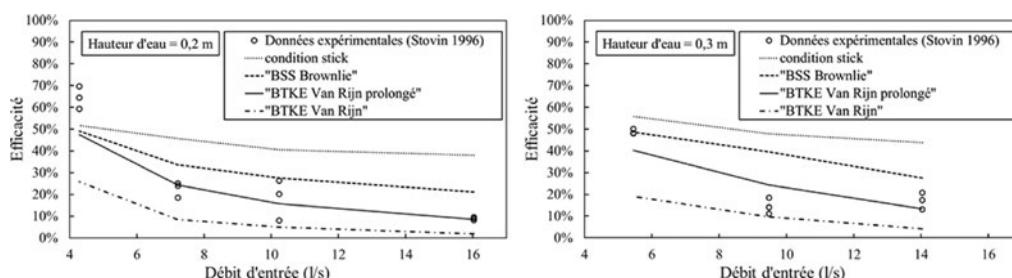 100%
90%
80%
70%
60%
50%
40%
30%
20%
10%
0%
Efficacité
Hauteur d'eau = 0,2 m
Données expérimentales (Stovin 1996)
condition stick
"BSS Brownlie"
"BTKE Van Rijn prolongé"
"BTKE Van Rijn"
4 6 8 10 12 14 16
Débit d'entrée (l/s)
100%
90%
80%
70%
60%
50%
40%
30%
20%
10%
0%
Efficacité
Hauteur d'eau = 0,3 m
Données expérimentales (Stovin 1996)
condition stick
"BSS Brownlie"
"BTKE Van Rijn prolongé"
"BTKE Van Rijn"
4 6 8 10 12 14 16
Débit d'entrée (l/s)